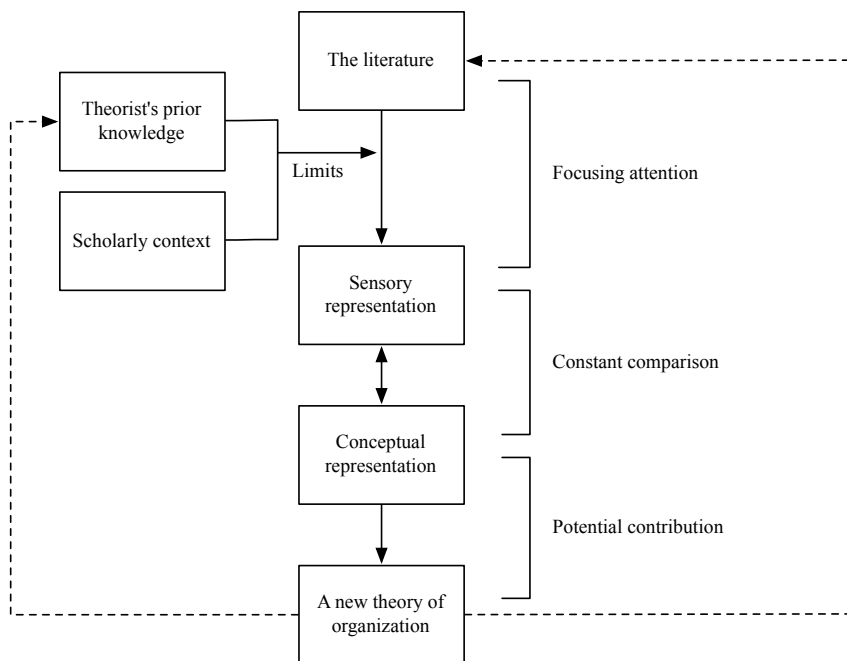 The literature
Theorist's prior
knowledge
Limits
Focusing attention
Scholarly context
Sensory
representation
Constant comparison
Conceptual
representation
Potential contribution
A new theory of
organization